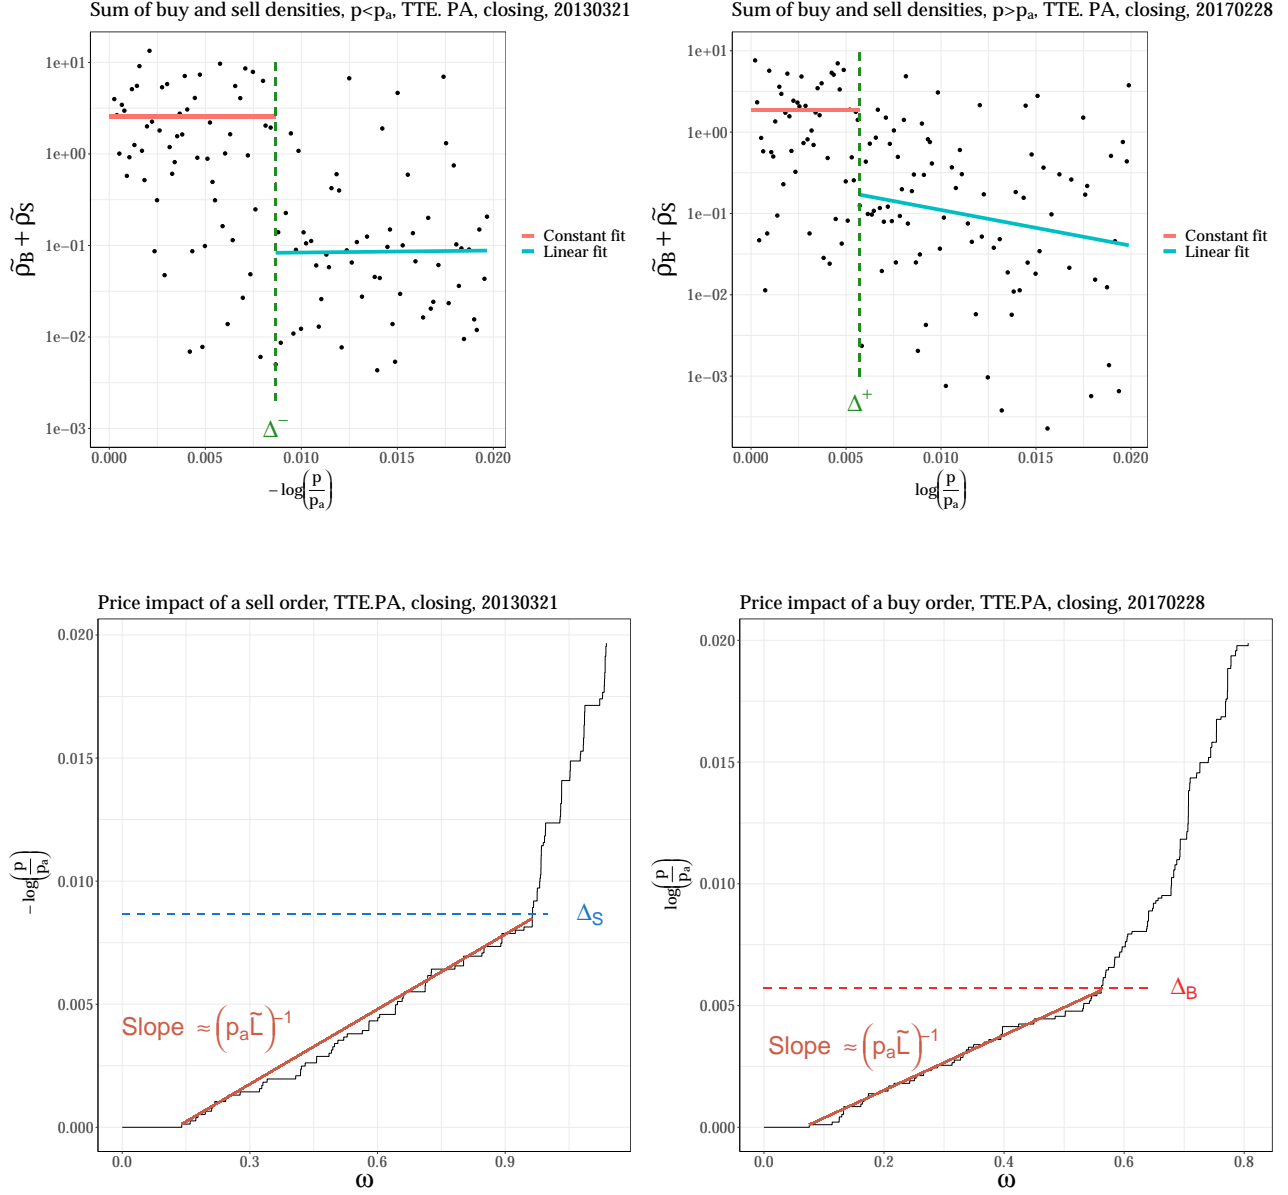 Sum of buy and sell densities, p<pₐ, TTE. PA, closing, 20130321
1e+01
1e+00
1e−01
1e−02
1e−03
ρ̃B + ρ̃S
Δ⁻
0.000
0.005
0.010
0.015
0.020
− log(p/pₐ)
Constant fit
Linear fit
Sum of buy and sell densities, p>pₐ, TTE. PA, closing, 20170228
1e+01
1e+00
1e−01
1e−02
1e−03
ρ̃B + ρ̃S
Δ⁺
0.000
0.005
0.010
0.015
0.020
log(p/pₐ)
Constant fit
Linear fit
Price impact of a sell order, TTE.PA, closing, 20130321
0.020
0.015
0.010
0.005
0.000
− log(p/pₐ)
ΔS
Slope ≈ (pₐL̃)⁻¹
0.0
0.3
0.6
0.9
ω
Price impact of a buy order, TTE.PA, closing, 20170228
0.020
0.015
0.010
0.005
0.000
log(p/pₐ)
ΔB
Slope ≈ (pₐL̃)⁻¹
0.0
0.2
0.4
0.6
0.8
ω